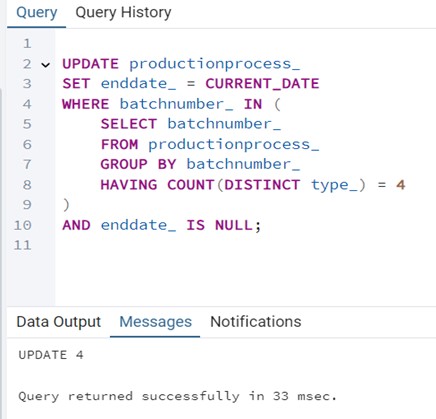 Query Query History
1
2 UPDATE productionprocess_
3 SET enddate_ = CURRENT_DATE
4 WHERE batchnumber_ IN (
5     SELECT batchnumber_
6     FROM productionprocess_
7     GROUP BY batchnumber_
8     HAVING COUNT(DISTINCT type_) = 4
9 )
10 AND enddate_ IS NULL;
11
Data Output Messages Notifications
UPDATE 4
Query returned successfully in 33 msec.